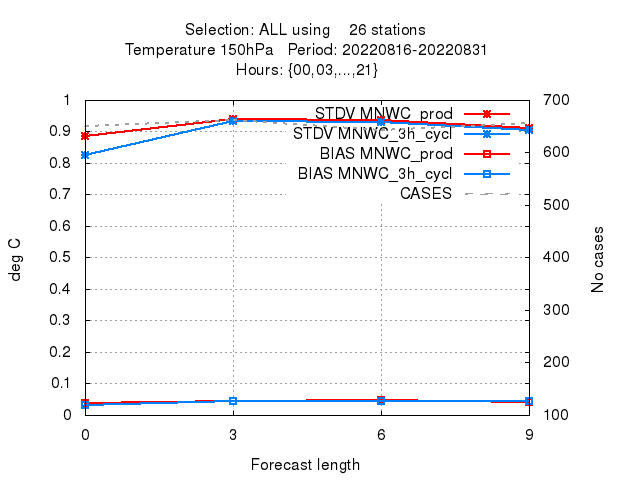 Selection: ALL using    26 stations
Temperature 150hPa   Period: 20220816-20220831
Hours: {00,03,...,21}
STDV MNWC_prod
STDV MNWC_3h_cycl
BIAS MNWC_prod
BIAS MNWC_3h_cycl
CASES
deg C
1
0.9
0.8
0.7
0.6
0.5
0.4
0.3
0.2
0.1
0
700
600
500
400
300
200
100
No cases
0 3 6 9
Forecast length